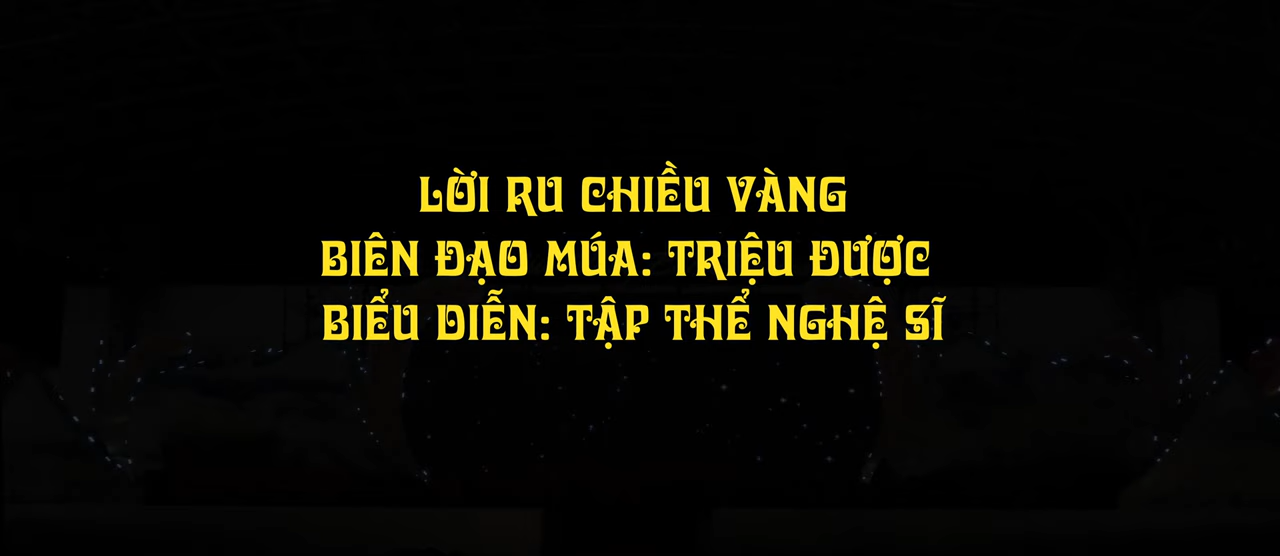 LỜI RU CHIỀU VÀNG
BIÊN ĐẠO MÚA: TRIỆU ĐƯỢC
BIỂU DIỄN: TẬP THỂ NGHỆ SĨ